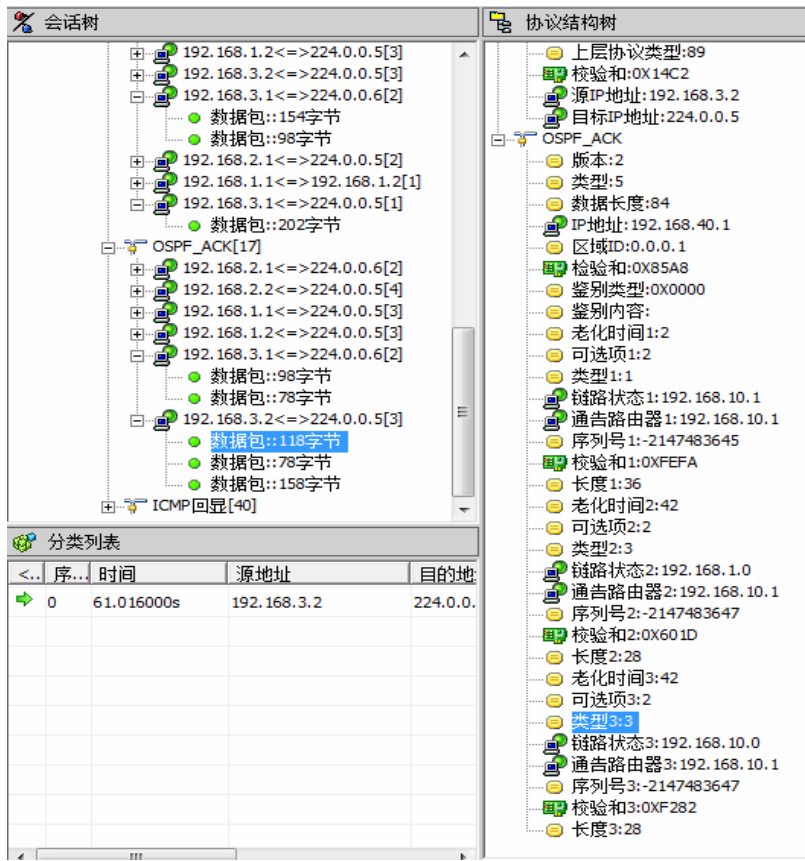 会话树
192.168.1.2<=>224.0.0.5[3]
192.168.3.2<=>224.0.0.5[3]
192.168.3.1<=>224.0.0.6[2]
数据包::154字节
数据包::98字节
192.168.2.1<=>224.0.0.5[2]
192.168.1.1<=>192.168.1.2[1]
192.168.3.1<=>224.0.0.5[1]
数据包::202字节
OSPF_ACK[17]
192.168.2.1<=>224.0.0.6[2]
192.168.2.2<=>224.0.0.5[4]
192.168.1.1<=>224.0.0.5[3]
192.168.1.2<=>224.0.0.5[3]
192.168.3.1<=>224.0.0.6[2]
数据包::98字节
数据包::78字节
192.168.3.2<=>224.0.0.5[3]
数据包::118字节
数据包::78字节
数据包::158字节
ICMP回显[40]
分类列表
<.. 序... 时间 源地址 目的地
0 61.016000s 192.168.3.2 224.0.0.
协议结构树
上层协议类型:89
校验和:0X14C2
源IP地址:192.168.3.2
目标IP地址:224.0.0.5
OSPF_ACK
版本:2
类型:5
数据长度:84
IP地址:192.168.40.1
区域ID:0.0.0.1
检验和:0X85A8
鉴别类型:0X0000
鉴别内容:
老化时间1:2
可选项1:2
类型1:1
链路状态1:192.168.10.1
通告路由器1:192.168.10.1
序列号1:-2147483645
校验和1:0XFEFA
长度1:36
老化时间2:42
可选项2:2
类型2:3
链路状态2:192.168.1.0
通告路由器2:192.168.10.1
序列号2:-2147483647
校验和2:0X601D
长度2:28
老化时间3:42
可选项3:2
类型3:3
链路状态3:192.168.10.0
通告路由器3:192.168.10.1
序列号3:-2147483647
校验和3:0XF282
长度3:28